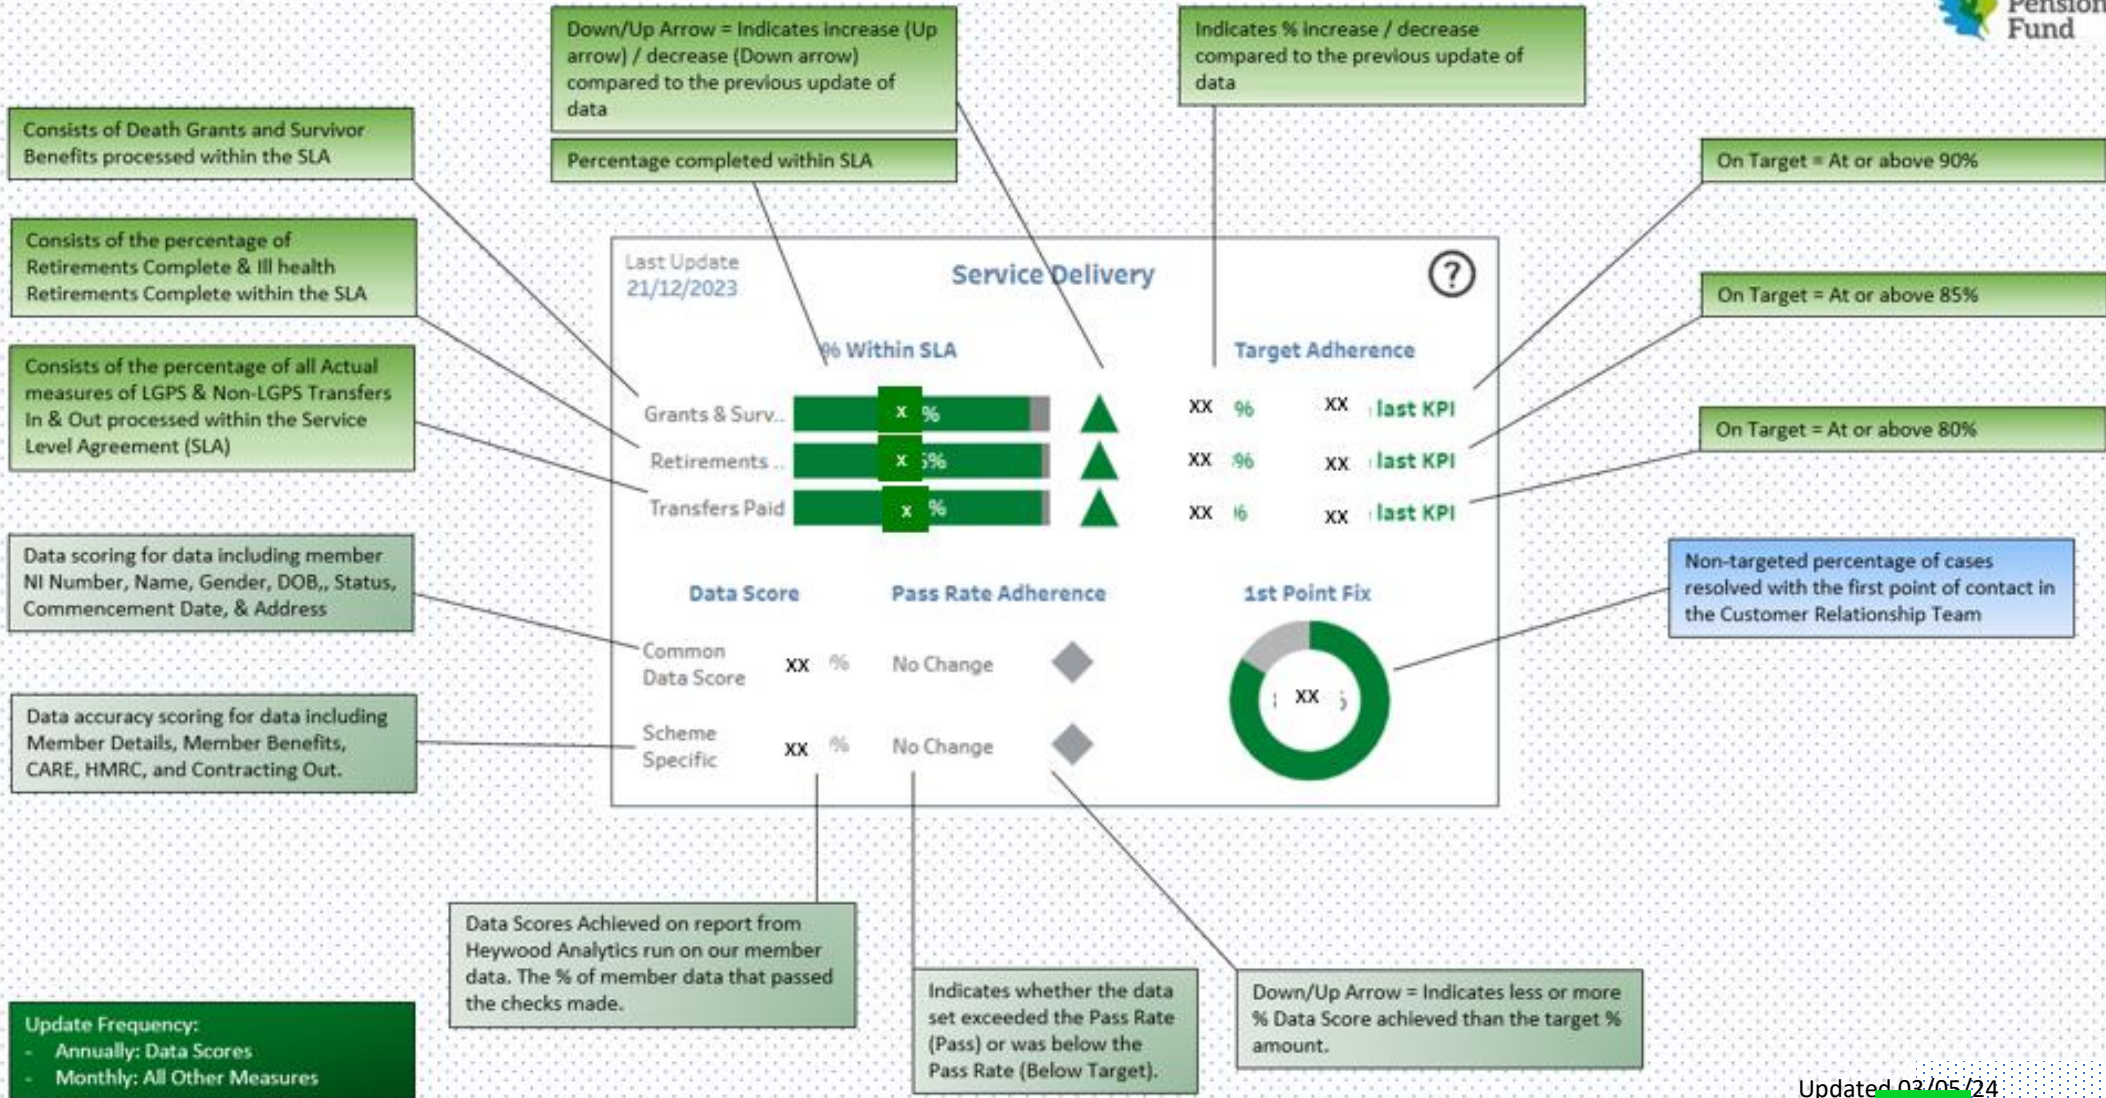 Pension
Fund
Down/Up Arrow = Indicates increase (Up
arrow) / decrease (Down arrow)
compared to the previous update of
data
Indicates % increase / decrease
compared to the previous update of
data
Consists of Death Grants and Survivor
Benefits processed within the SLA
Percentage completed within SLA
On Target = At or above 90%
Consists of the percentage of
Retirements Complete & Ill health
Retirements Complete within the SLA
On Target = At or above 85%
Consists of the percentage of all Actual
measures of LGPS & Non-LGPS Transfers
In & Out processed within the Service
Level Agreement (SLA)
On Target = At or above 80%
Last Update
21/12/2023
Service Delivery
?
% Within SLA
Target Adherence
Grants & Surv..
x %
xx %
xx last KPI
Retirements ..
x %
xx %
xx last KPI
Transfers Paid
x %
xx %
xx last KPI
Data Score
Pass Rate Adherence
1st Point Fix
Common
Data Score
xx %
No Change
xx
Scheme
Specific
xx %
No Change
Data scoring for data including member
NI Number, Name, Gender, DOB,, Status,
Commencement Date, & Address
Non-targeted percentage of cases
resolved with the first point of contact in
the Customer Relationship Team
Data accuracy scoring for data including
Member Details, Member Benefits,
CARE, HMRC, and Contracting Out.
Data Scores Achieved on report from
Heywood Analytics run on our member
data. The % of member data that passed
the checks made.
Indicates whether the data
set exceeded the Pass Rate
(Pass) or was below the
Pass Rate (Below Target).
Down/Up Arrow = Indicates less or more
% Data Score achieved than the target %
amount.
Update Frequency:
- Annually: Data Scores
- Monthly: All Other Measures
Updated 03/05/24